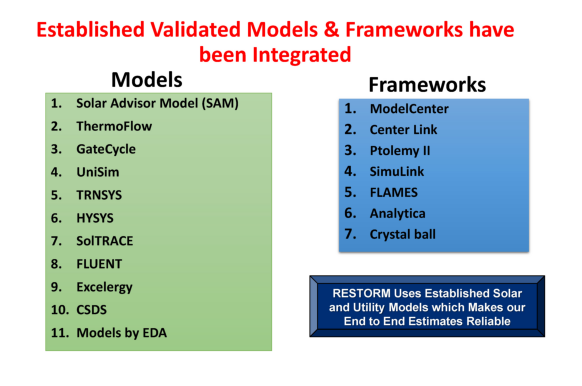 Established Validated Models & Frameworks have
been Integrated
Models
1. Solar Advisor Model (SAM)
2. ThermoFlow
3. GateCycle
4. UniSim
5. TRNSYS
6. HYSYS
7. SolTRACE
8. FLUENT
9. Excelergy
10. CSDS
11. Models by EDA
Frameworks
1. ModelCenter
2. Center Link
3. Ptolemy II
4. SimuLink
5. FLAMES
6. Analytica
7. Crystal ball
RESTORM Uses Established Solar
and Utility Models which Makes our
End to End Estimates Reliable